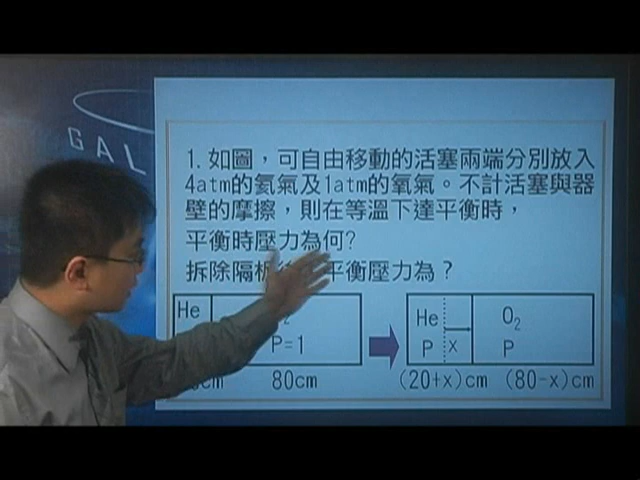 GAL
1. 如圖，可自由移動的活塞兩端分別放入
4atm的氦氣及1atm的氧氣。不計活塞與器
壁的摩擦，則在等溫下達平衡時，
平衡時壓力為何?
拆除隔板 平衡壓力為？
He
P=1
cm 80cm
He O₂
P x P
(20+x)cm (80-x)cm